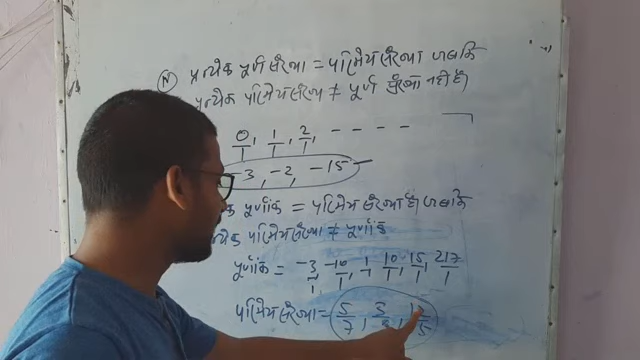 (N) प्रत्येक पूर्ण संख्या = परिमेय संख्या जबकि
प्रत्येक परिमेय संख्या ≠ पूर्ण संख्या नहीं है।
0/1, 1/1, 2/1, - - - -
-3, -2, -15
पूर्णांक = परिमेय संख्या है। जबकि
परिमेय संख्या ≠ पूर्णांक
पूर्णांक = -3/1, -10/1, 10/1, 15/1, 217/1
परिमेय संख्या = 5/7,